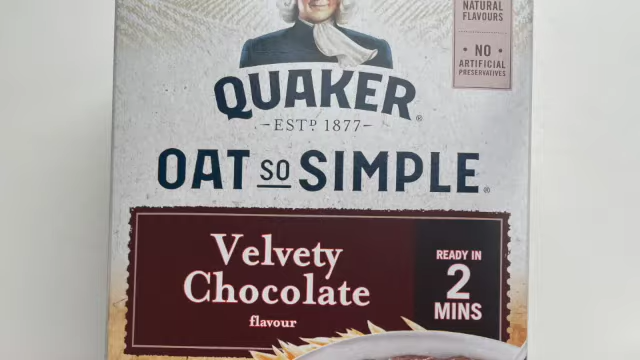 NATURAL
FLAVOURS
• NO •
ARTIFICIAL
PRESERVATIVES
QUAKER®
–ESTD 1877–
OAT SO SIMPLE®
Velvety
Chocolate
flavour
READY IN
2
MINS